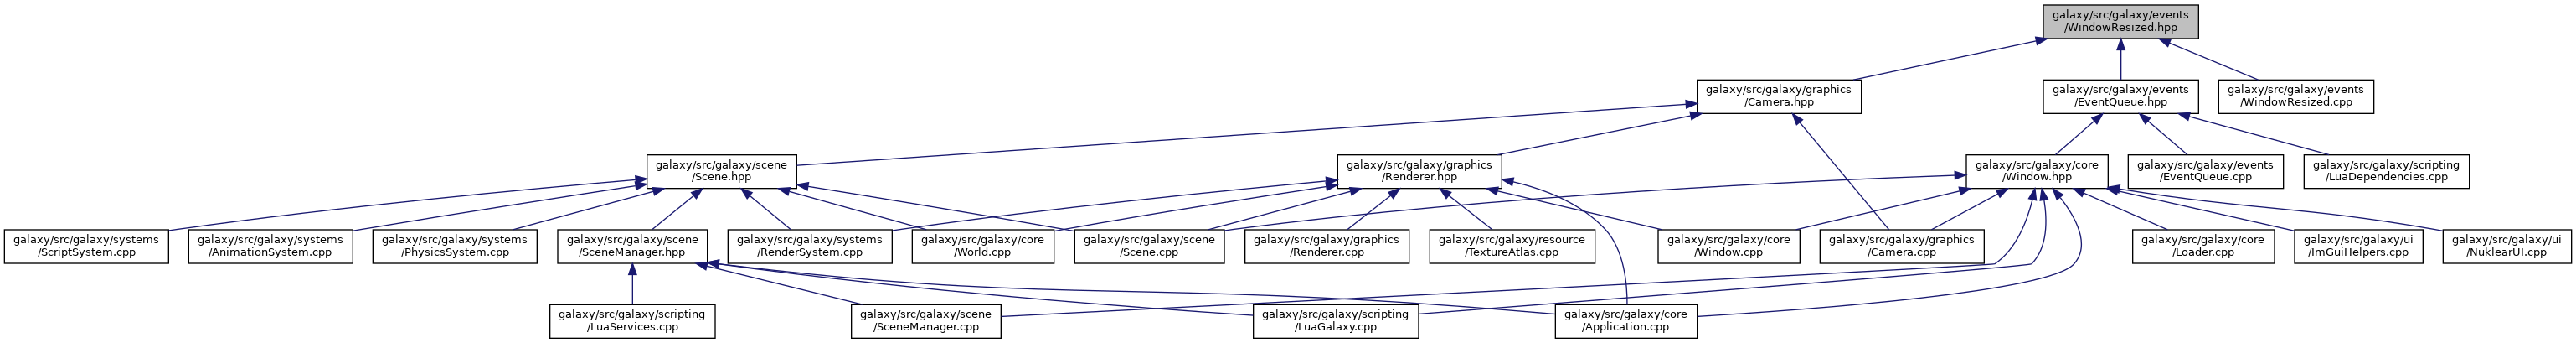 galaxy/src/galaxy/events
/WindowResized.hpp
galaxy/src/galaxy/graphics
/Camera.hpp
galaxy/src/galaxy/events
/EventQueue.hpp
galaxy/src/galaxy/events
/WindowResized.cpp
galaxy/src/galaxy/scene
/Scene.hpp
galaxy/src/galaxy/graphics
/Renderer.hpp
galaxy/src/galaxy/core
/Window.hpp
galaxy/src/galaxy/events
/EventQueue.cpp
galaxy/src/galaxy/scripting
/LuaDependencies.cpp
galaxy/src/galaxy/systems
/ScriptSystem.cpp
galaxy/src/galaxy/systems
/AnimationSystem.cpp
galaxy/src/galaxy/systems
/PhysicsSystem.cpp
galaxy/src/galaxy/scene
/SceneManager.hpp
galaxy/src/galaxy/systems
/RenderSystem.cpp
galaxy/src/galaxy/core
/World.cpp
galaxy/src/galaxy/scene
/Scene.cpp
galaxy/src/galaxy/graphics
/Renderer.cpp
galaxy/src/galaxy/resource
/TextureAtlas.cpp
galaxy/src/galaxy/core
/Window.cpp
galaxy/src/galaxy/graphics
/Camera.cpp
galaxy/src/galaxy/core
/Loader.cpp
galaxy/src/galaxy/ui
/ImGuiHelpers.cpp
galaxy/src/galaxy/ui
/NuklearUI.cpp
galaxy/src/galaxy/scripting
/LuaServices.cpp
galaxy/src/galaxy/scene
/SceneManager.cpp
galaxy/src/galaxy/scripting
/LuaGalaxy.cpp
galaxy/src/galaxy/core
/Application.cpp